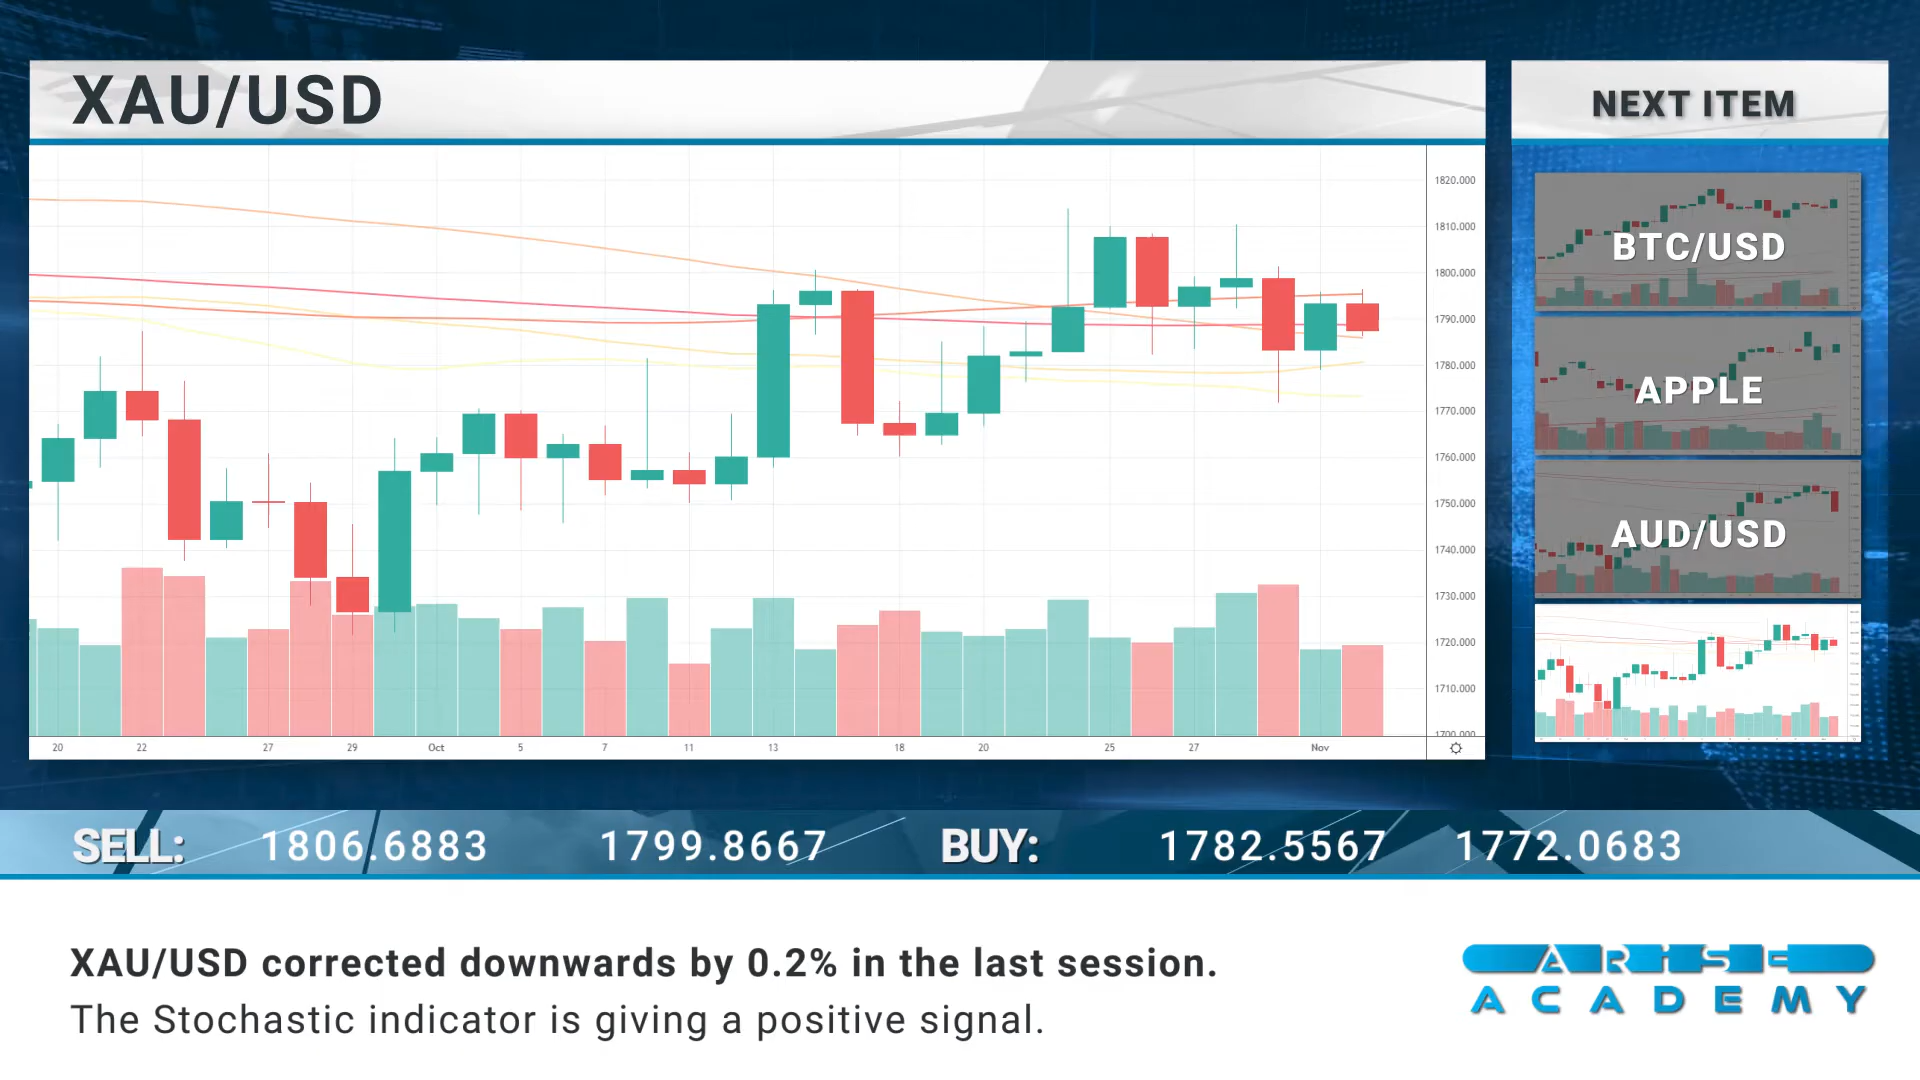 XAU/USD
NEXT ITEM
1820.000
1810.000
1800.000
1790.000
1780.000
1770.000
1760.000
1750.000
1740.000
1730.000
1720.000
1710.000
1700.000
20 22 27 29 Oct 5 7 11 13 18 20 25 27 Nov
BTC/USD
APPLE
AUD/USD
SELL: 1806.6883 1799.8667 BUY: 1782.5567 1772.0683
XAU/USD corrected downwards by 0.2% in the last session.
The Stochastic indicator is giving a positive signal.
ARISE
ACADEMY